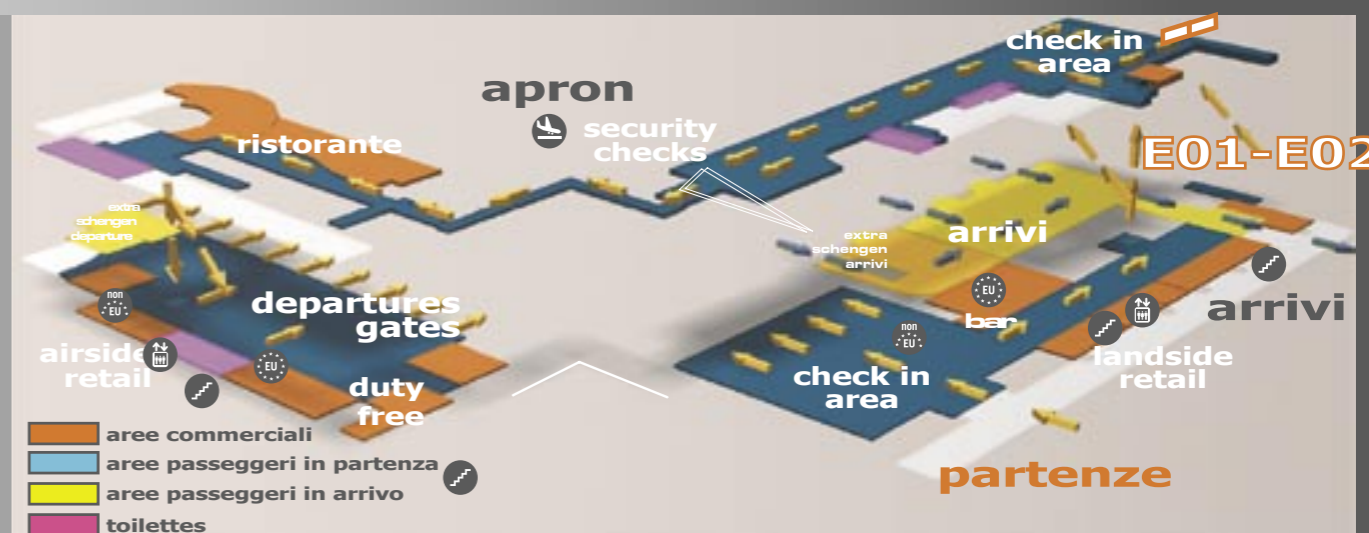 check in
area
apron
security
checks
ristorante
E01-E02
extra
schengen
departure
arrivi
extra
schengen
arrivi
departures
gates
non
EU
EU
bar
arrivi
non
EU
airside
retail
EU
landside
retail
check in
area
duty
free
aree commerciali
aree passeggeri in partenza
partenze
aree passeggeri in arrivo
toilettes